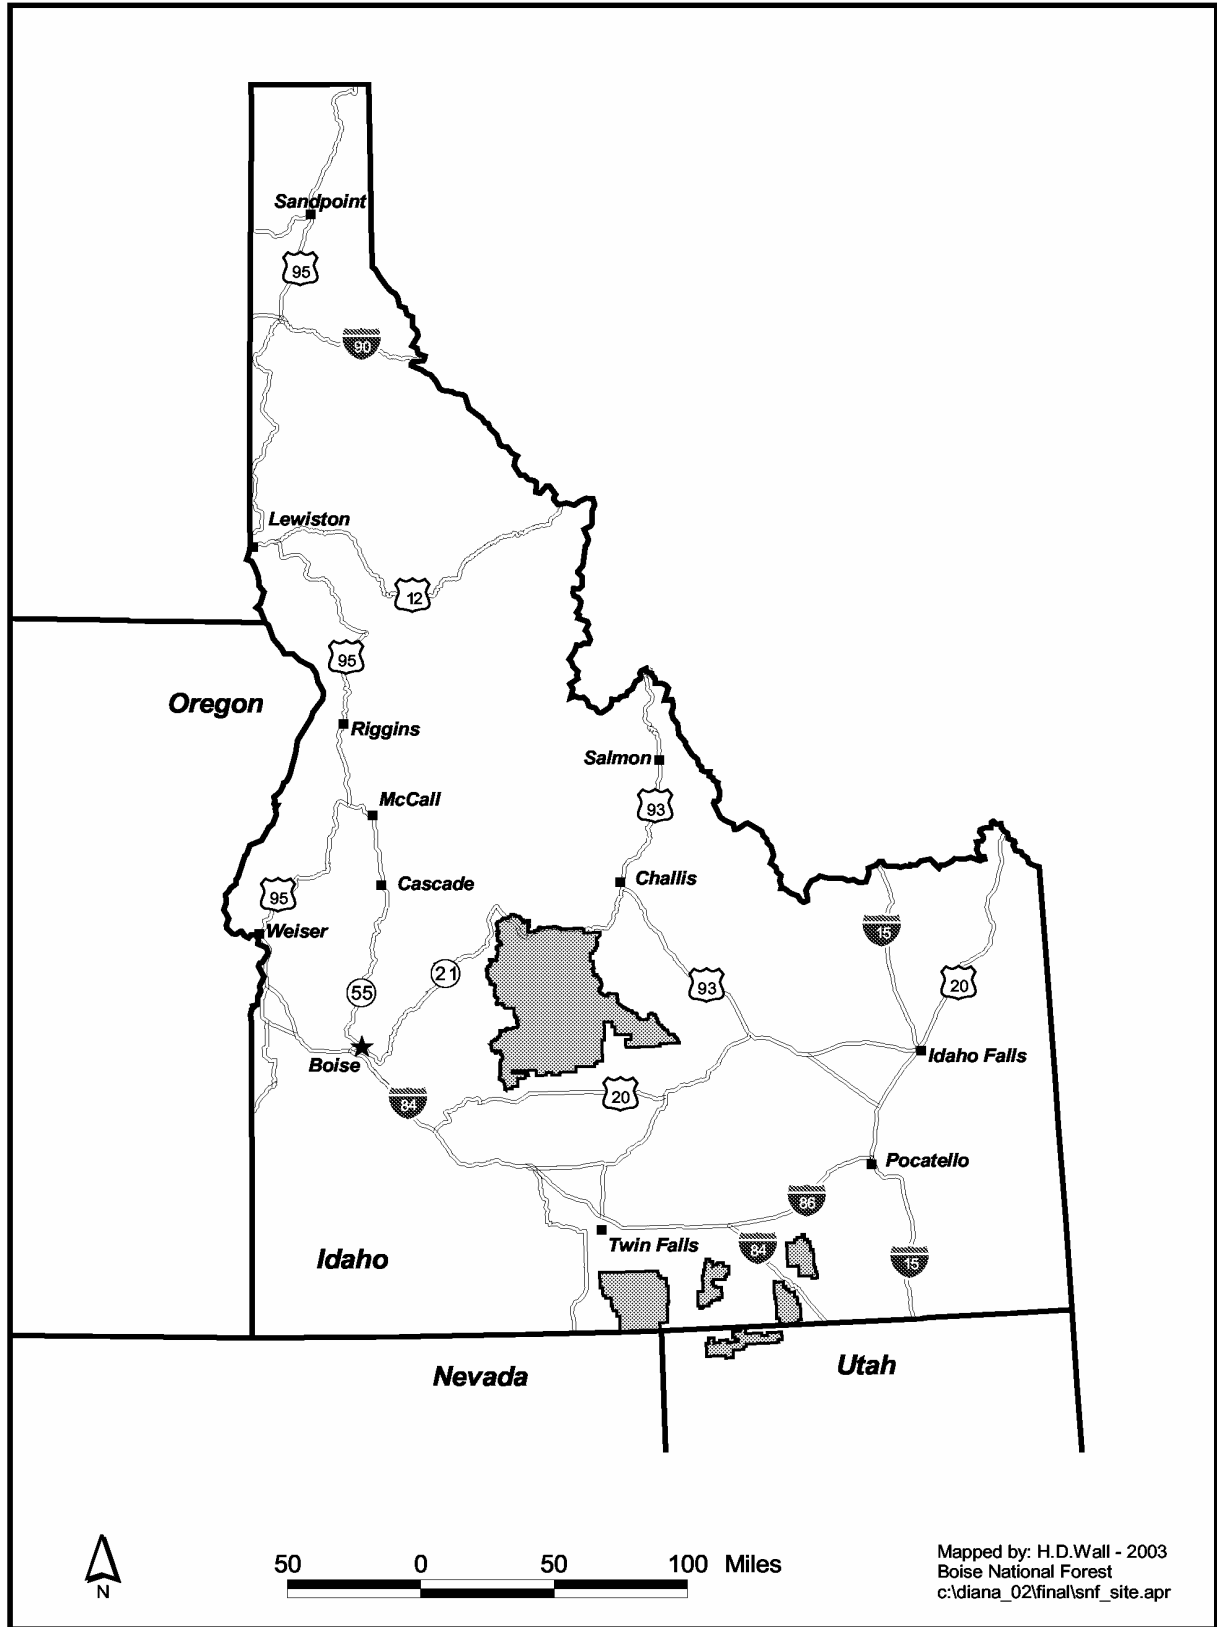 Sandpoint
95
90
Lewiston
12
95
Oregon
Riggins
Salmon
McCall
93
Challis
Cascade
95
Weiser
15
21
93
20
55
Boise
Idaho Falls
84
20
Pocatello
86
Twin Falls
84
Idaho
15
Utah
Nevada
50 0 50 100 Miles
N
Mapped by: H.D.Wall - 2003
Boise National Forest
c:\diana_02\final\snf_site.apr